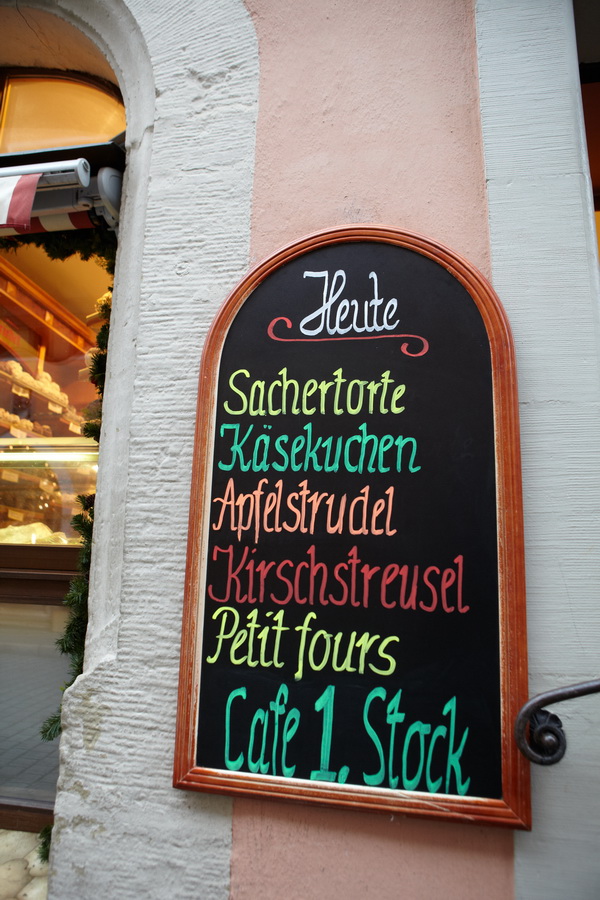 Heute
Sachertorte
Käsekuchen
Apfelstrudel
Kirschstreusel
Petit fours
Cafe 1. Stock